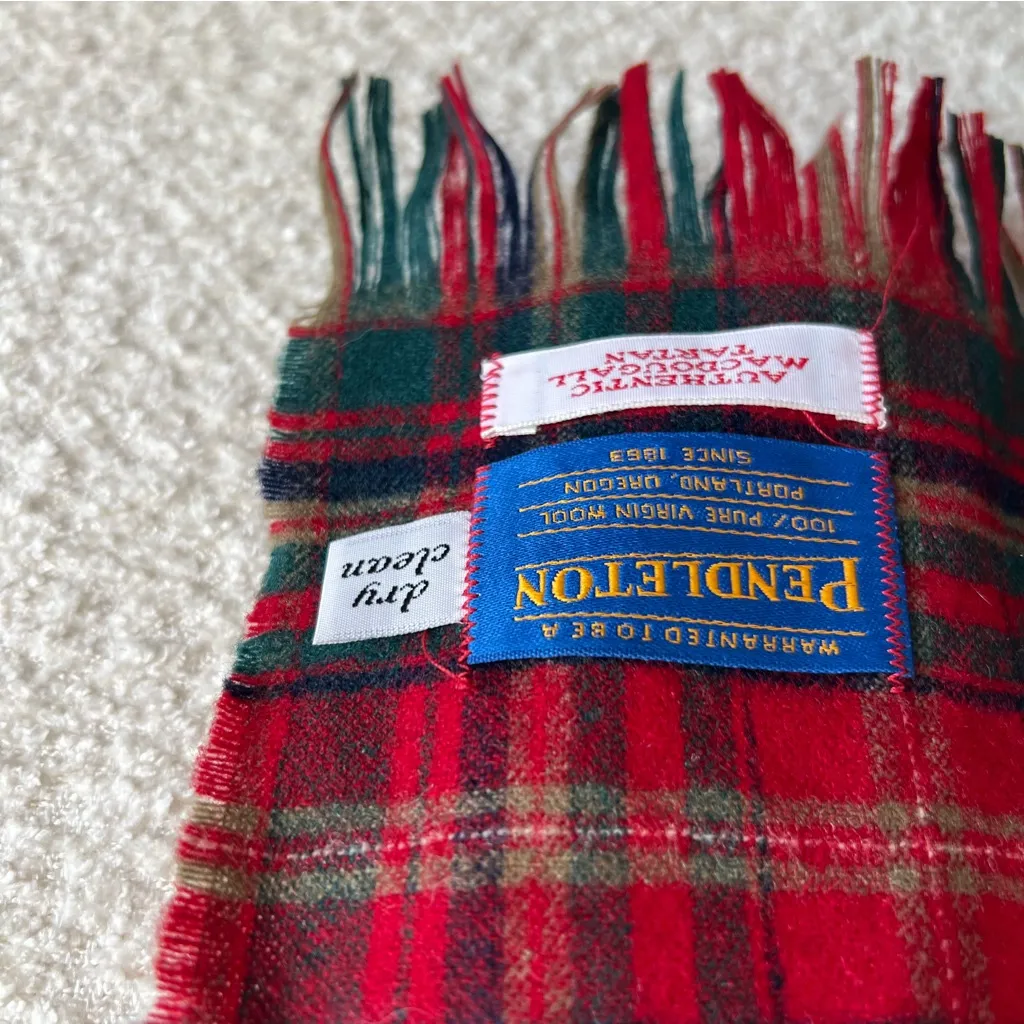 WARRANTED TO BE A
PENDLETON
100% PURE VIRGIN WOOL
PORTLAND, OREGON
SINCE 1863
dry
clean
AUTHENTIC
MACDOUGALL
TARTAN